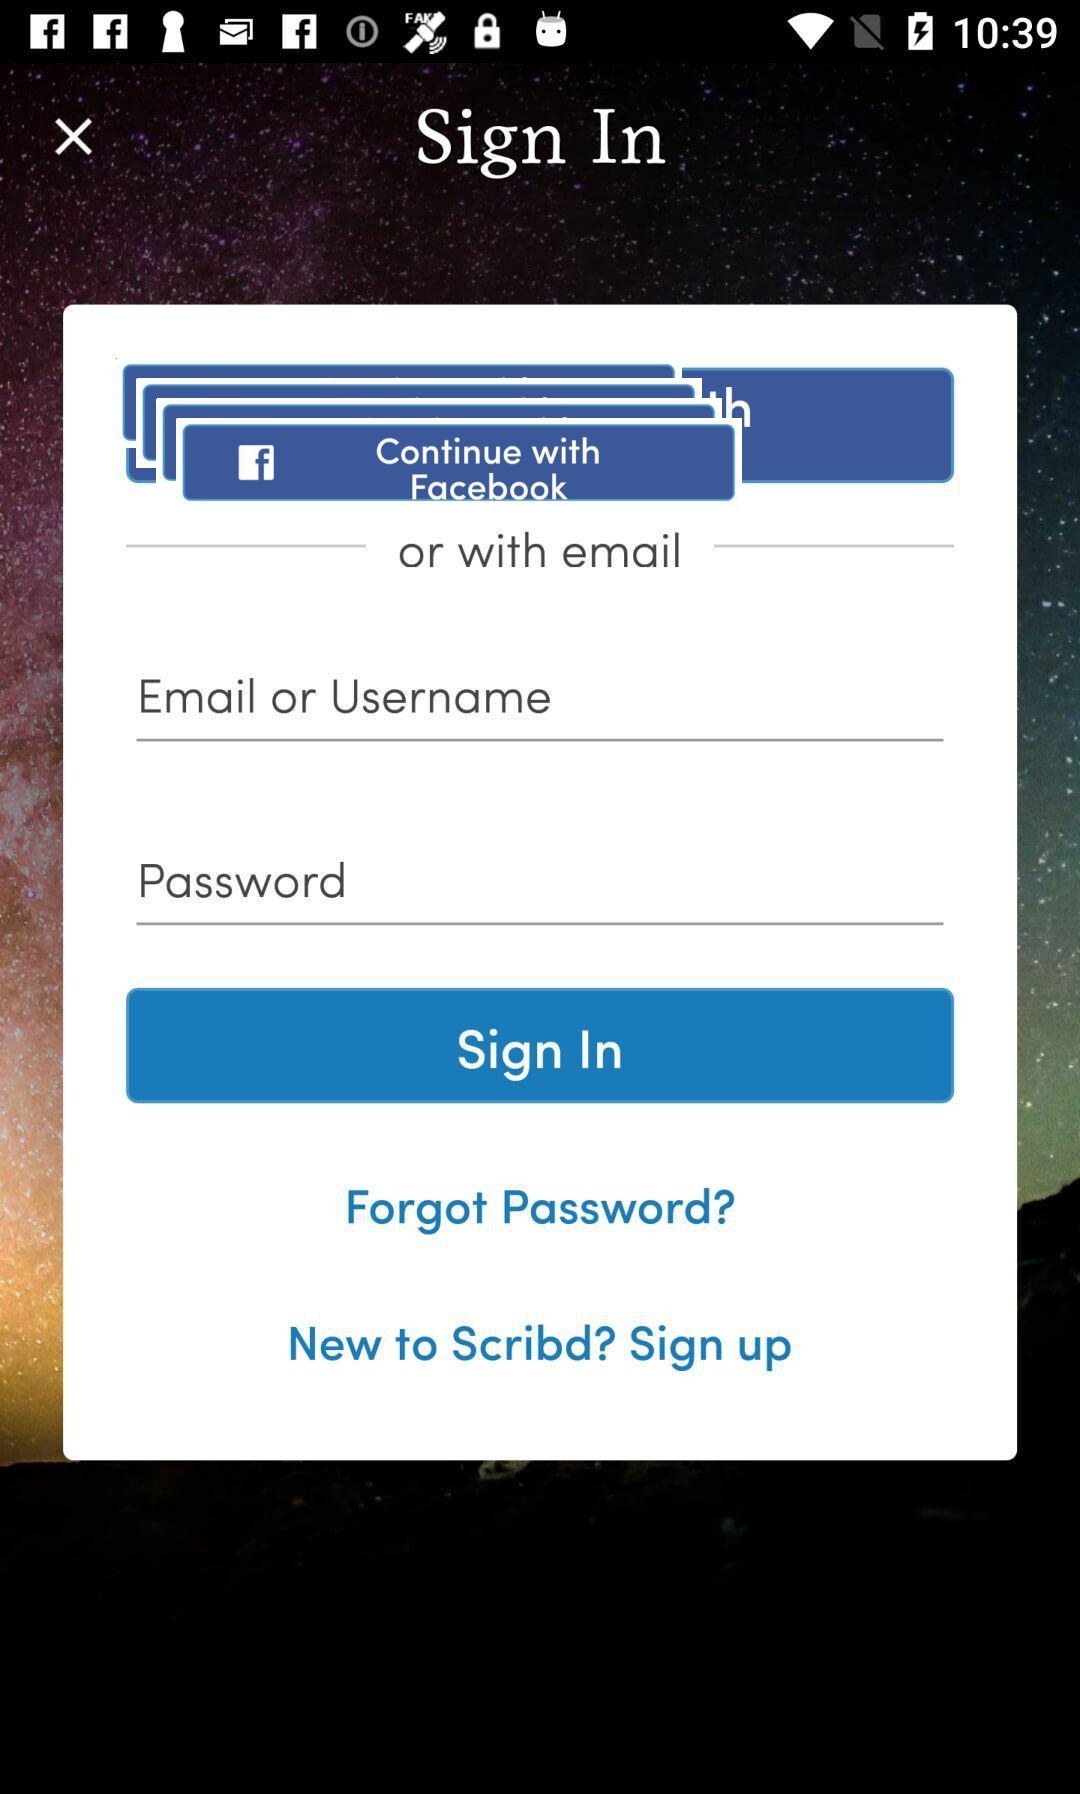 FAKE
10:39
Sign In
th
Continue with
Facebook
or with email
Email or Username
Password
Sign In
Forgot Password?
New to Scribd? Sign up